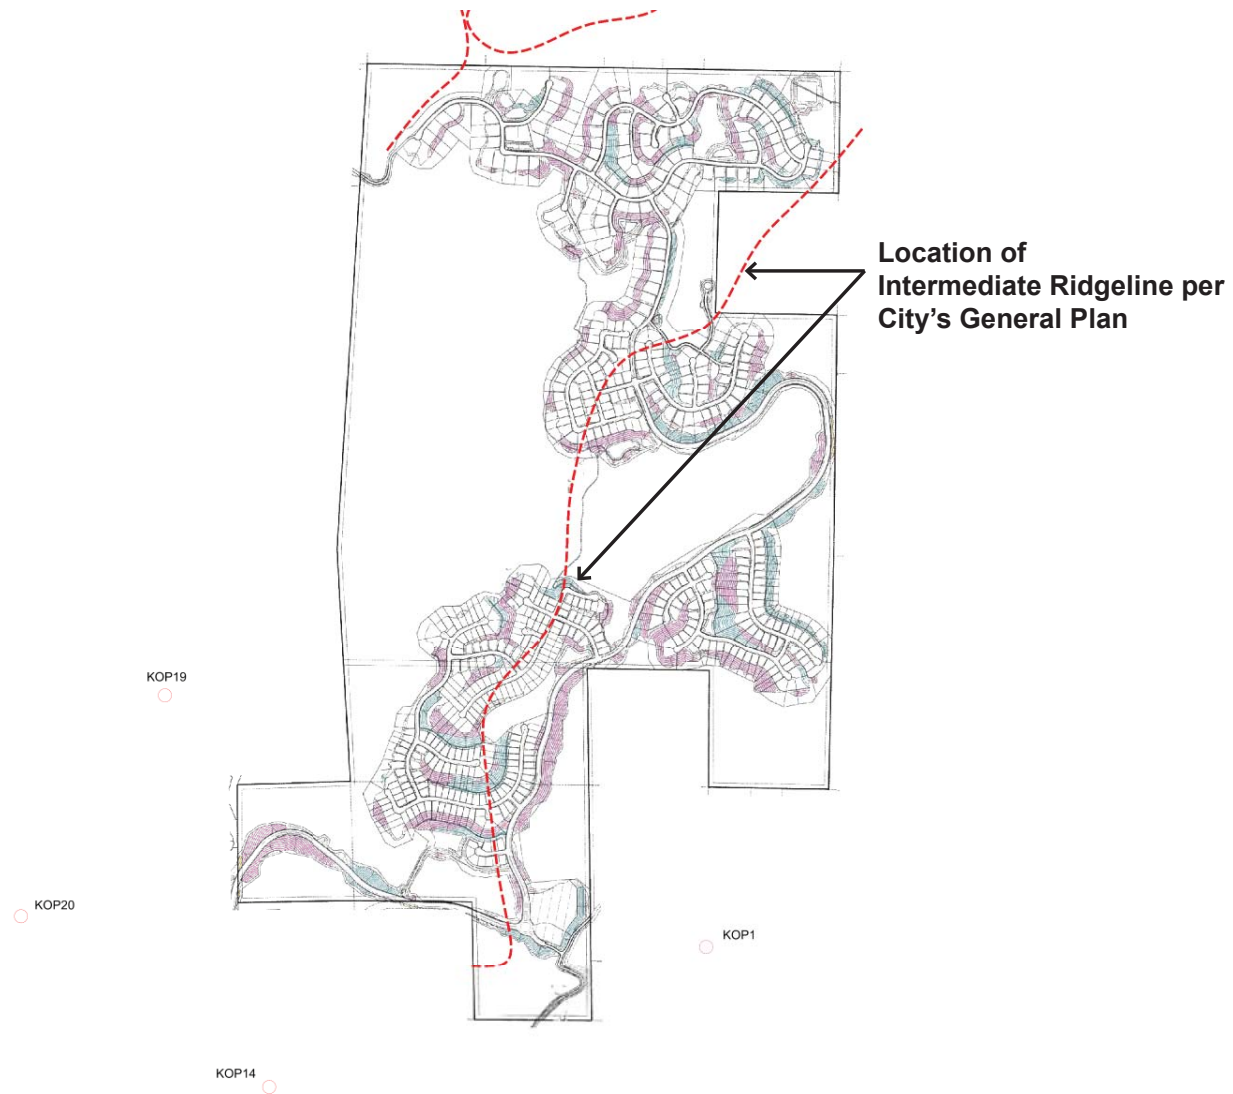 Location of
Intermediate Ridgeline per
City's General Plan
KOP19
KOP20
KOP1
KOP14